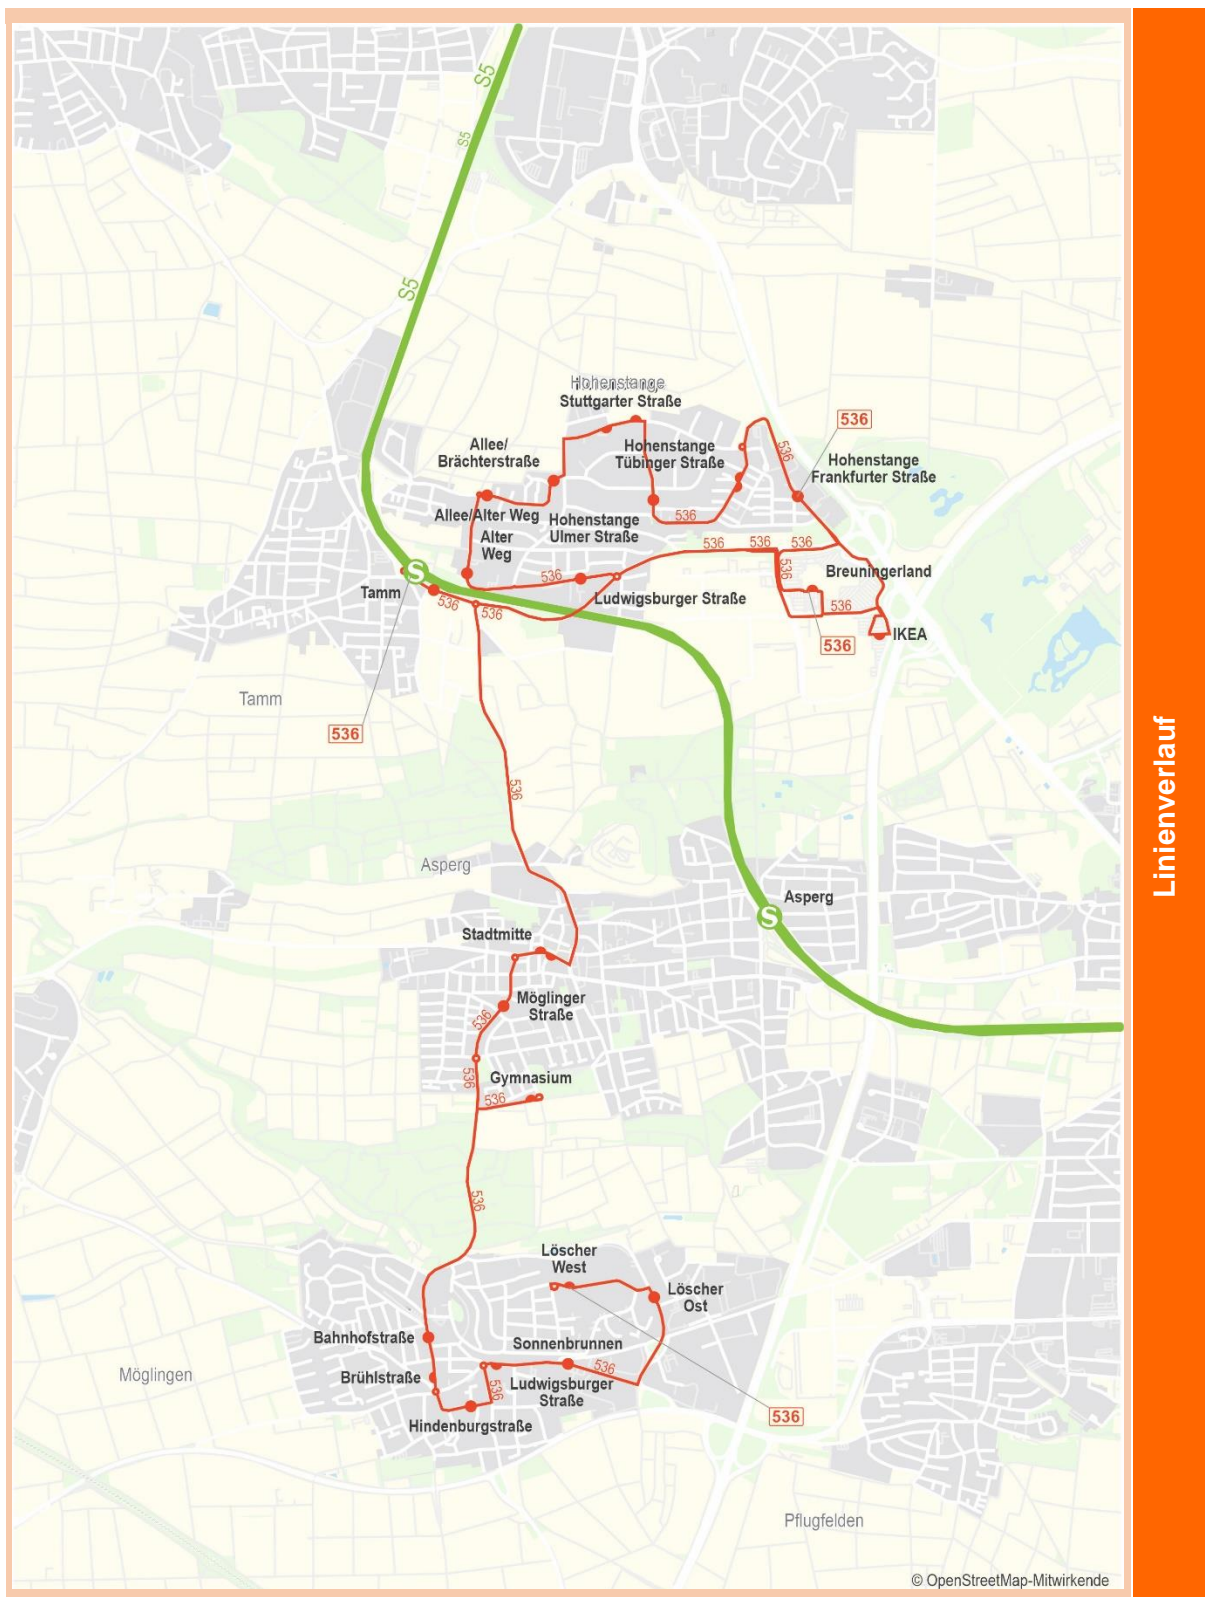 S5
S5
S5
Hohenstange
Stuttgarter Straße
536
Allee/
Brächterstraße
Hohenstange
Tübinger Straße
536
Hohenstange
Frankfurter Straße
Allee/Alter Weg
Hohenstange
Ulmer Straße
536
Alter
Weg
536
536
536
Breuningerland
S
536
536
Tamm
536
536
Ludwigsburger Straße
536
IKEA
536
Tamm
536
536
Asperg
Asperg
S
Stadtmitte
Möglinger
Straße
536
536
Gymnasium
536
536
Löscher
West
Löscher
Ost
Bahnhofstraße
Sonnenbrunnen
Möglingen
Brühlstraße
536
536
Ludwigsburger
Straße
Hindenburgstraße
536
Pflugfelden
© OpenStreetMap-Mitwirkende
Linienverlauf